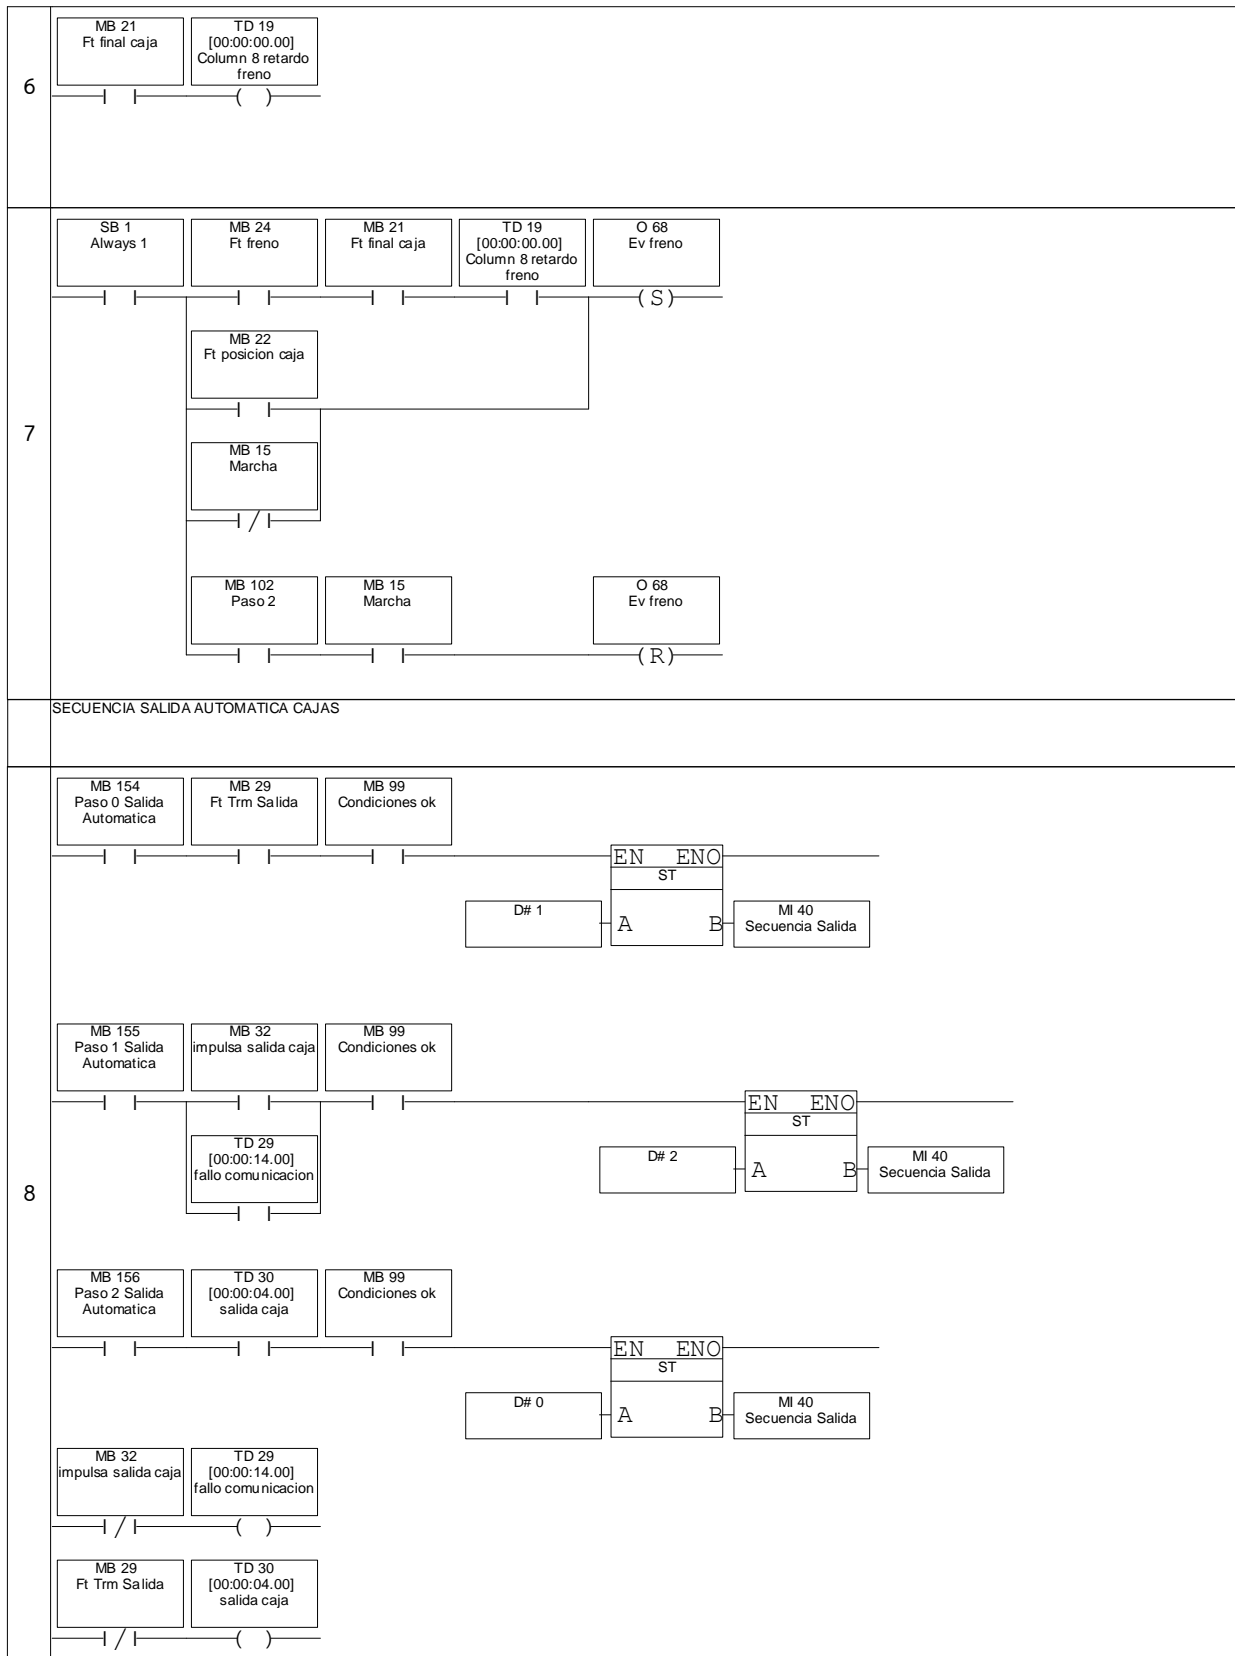 6
MB 21
Ft final caja
TD 19
[00:00:00.00]
Column 8 retardo
freno
( )
7
SB 1
Always 1
MB 24
Ft freno
MB 21
Ft final caja
TD 19
[00:00:00.00]
Column 8 retardo
freno
O 68
Ev freno
(S)
MB 22
Ft posicion caja
MB 15
Marcha
/
MB 102
Paso 2
MB 15
Marcha
O 68
Ev freno
(R)
SECUENCIA SALIDA AUTOMATICA CAJAS
8
MB 154
Paso 0 Salida
Automatica
MB 29
Ft Trm Salida
MB 99
Condiciones ok
EN ENO
ST
D# 1
A B
MI 40
Secuencia Salida
MB 155
Paso 1 Salida
Automatica
MB 32
impulsa salida caja
MB 99
Condiciones ok
EN ENO
ST
TD 29
[00:00:14.00]
fallo comunicacion
D# 2
A B
MI 40
Secuencia Salida
MB 156
Paso 2 Salida
Automatica
TD 30
[00:00:04.00]
salida caja
MB 99
Condiciones ok
EN ENO
ST
D# 0
A B
MI 40
Secuencia Salida
MB 32
impulsa salida caja
TD 29
[00:00:14.00]
fallo comunicacion
/ ( )
MB 29
Ft Trm Salida
TD 30
[00:00:04.00]
salida caja
/ ( )